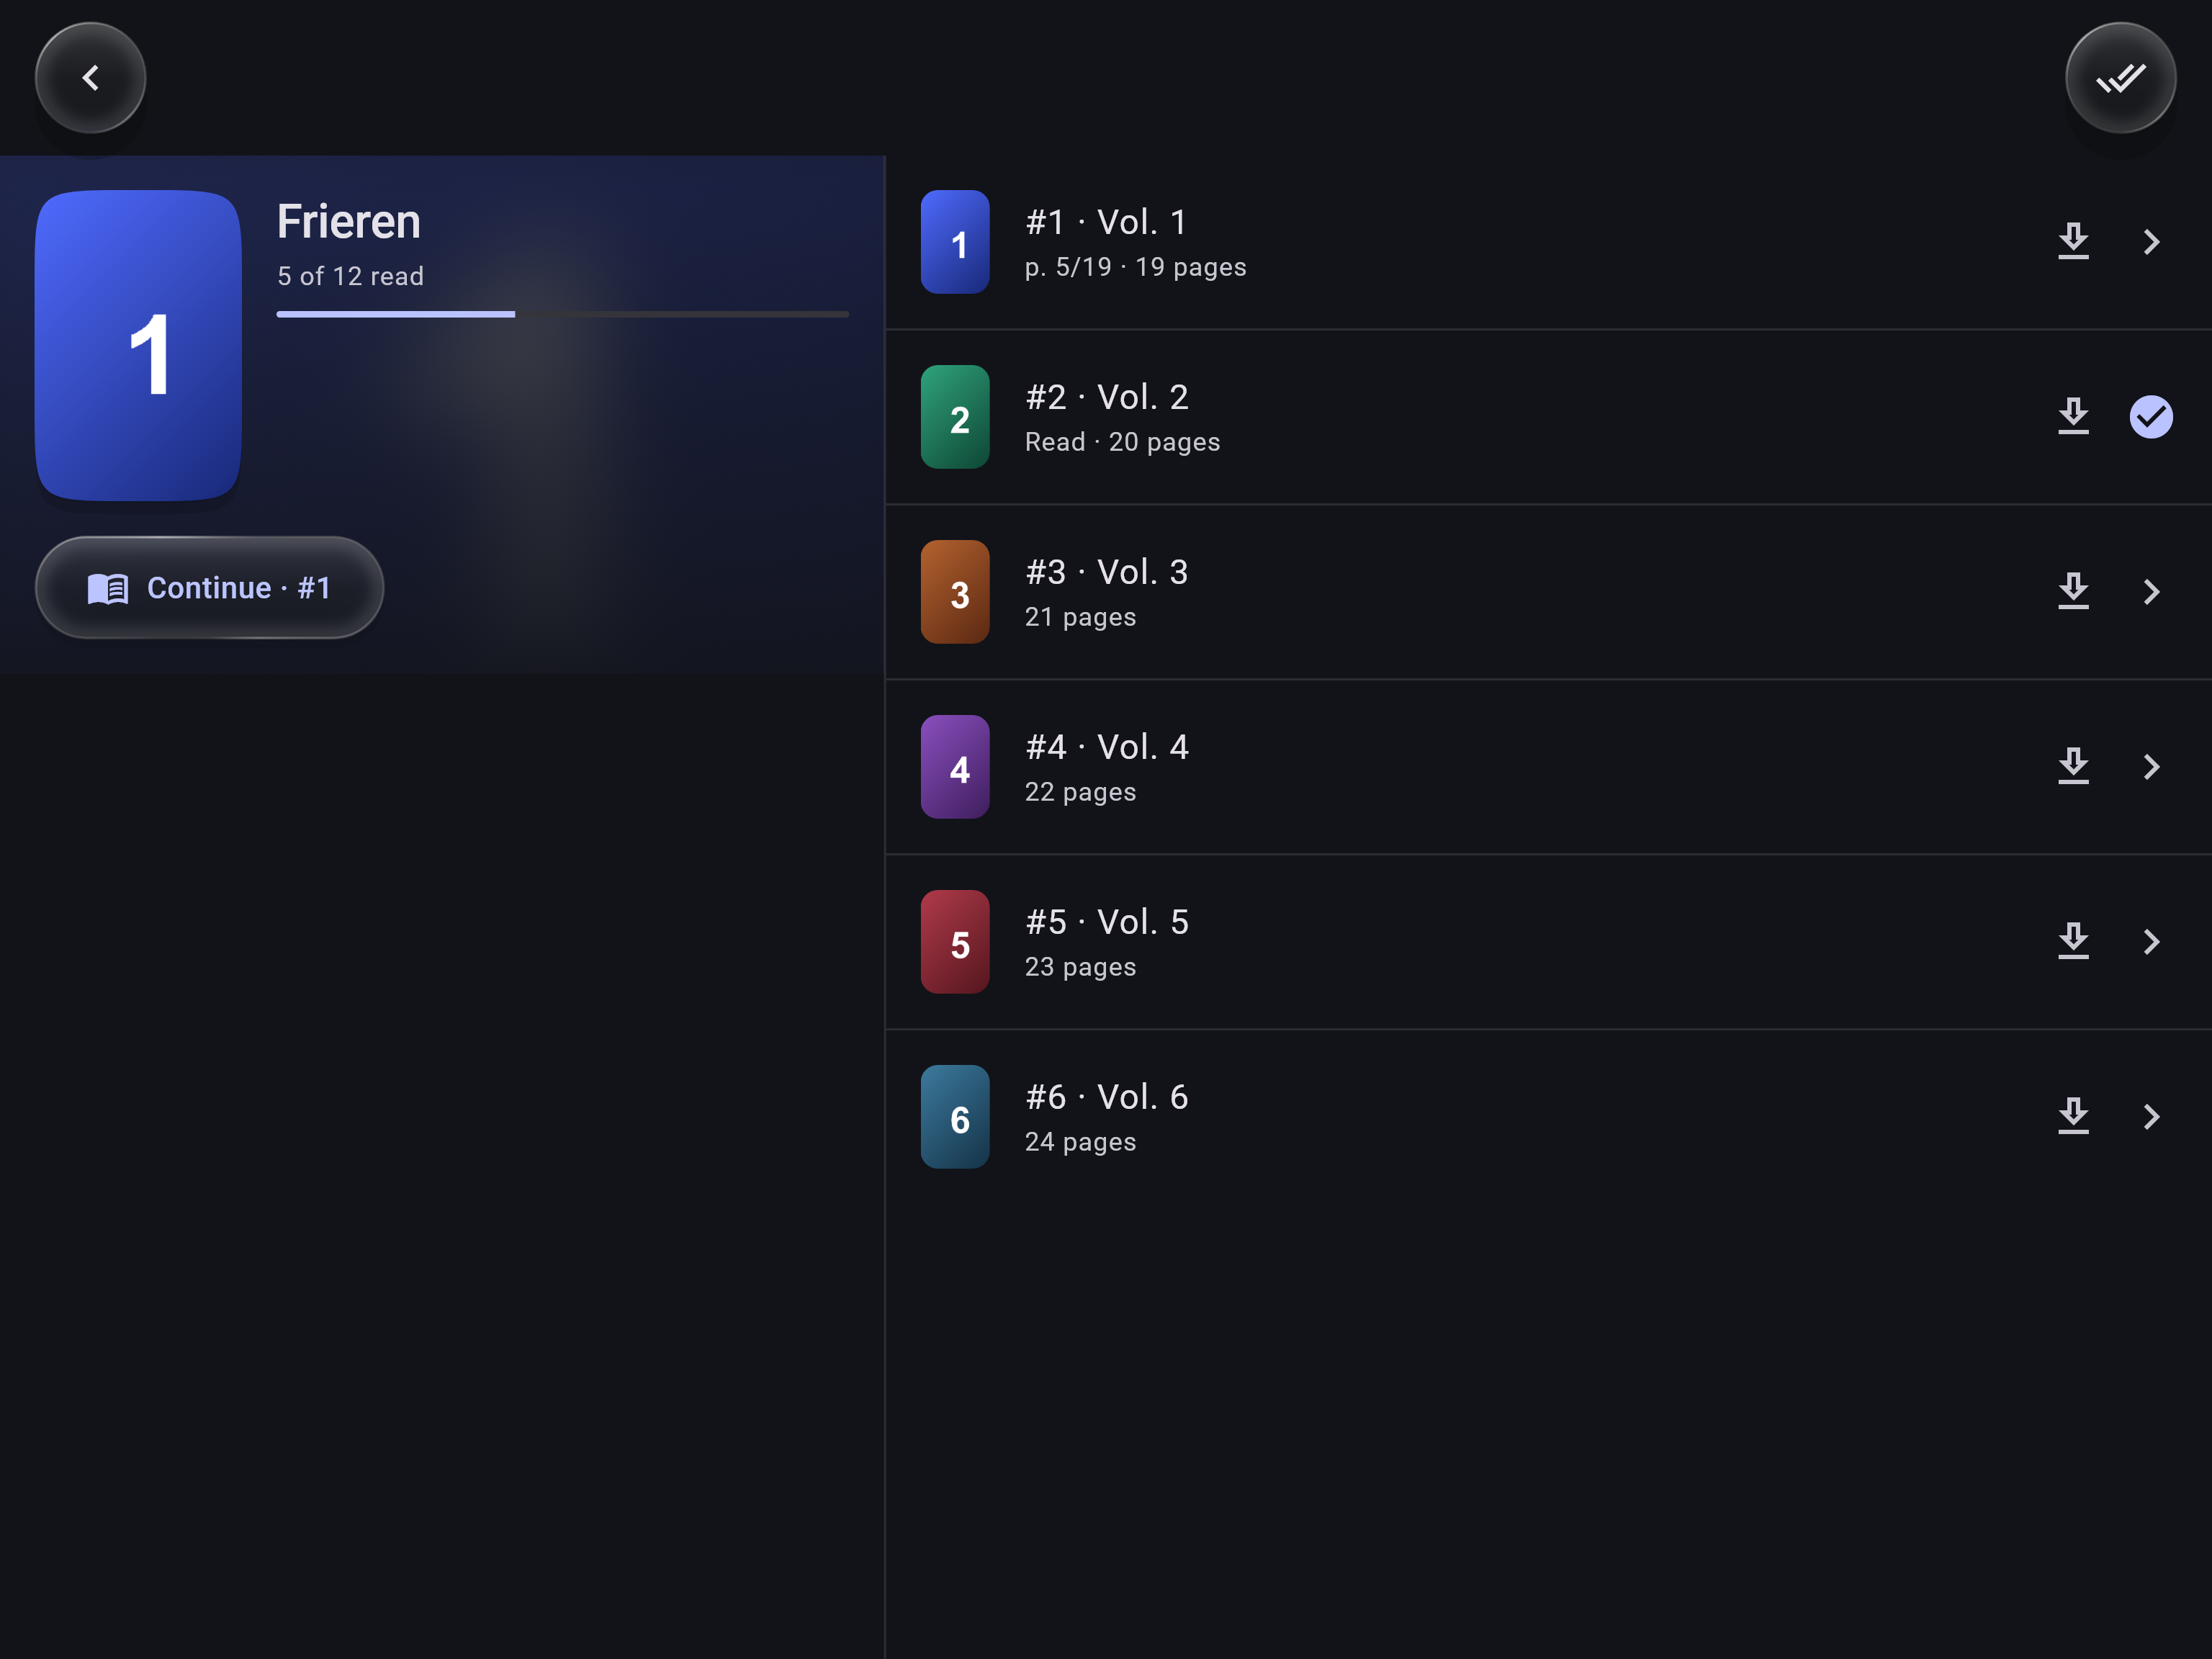 1
Frieren
5 of 12 read
Continue · #1
1
#1 · Vol. 1
p. 5/19 · 19 pages
2
#2 · Vol. 2
Read · 20 pages
3
#3 · Vol. 3
21 pages
4
#4 · Vol. 4
22 pages
5
#5 · Vol. 5
23 pages
6
#6 · Vol. 6
24 pages